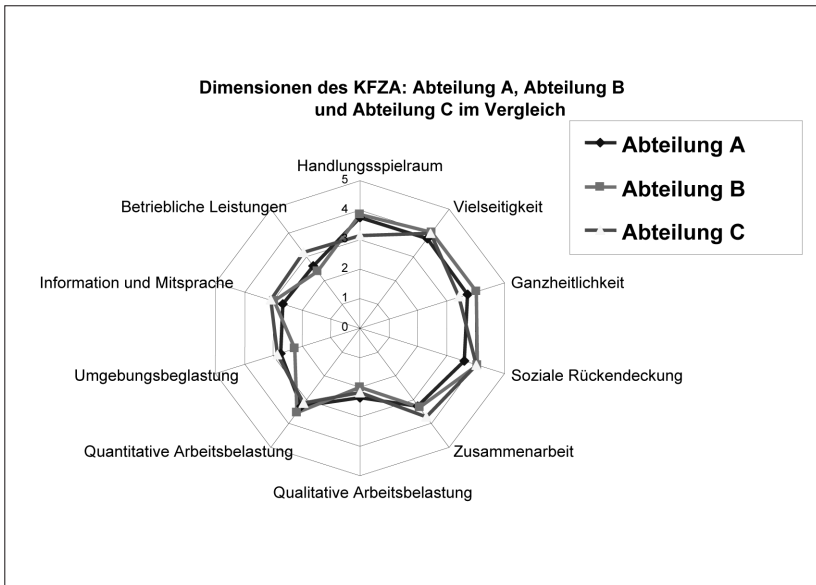 Dimensionen des KFZA: Abteilung A, Abteilung B
und Abteilung C im Vergleich
Abteilung A
Abteilung B
Abteilung C
Handlungsspielraum
Vielseitigkeit
Ganzheitlichkeit
Soziale Rückendeckung
Zusammenarbeit
Qualitative Arbeitsbelastung
Quantitative Arbeitsbelastung
Umgebungsbeglastung
Information und Mitsprache
Betriebliche Leistungen
5
4
3
2
1
0